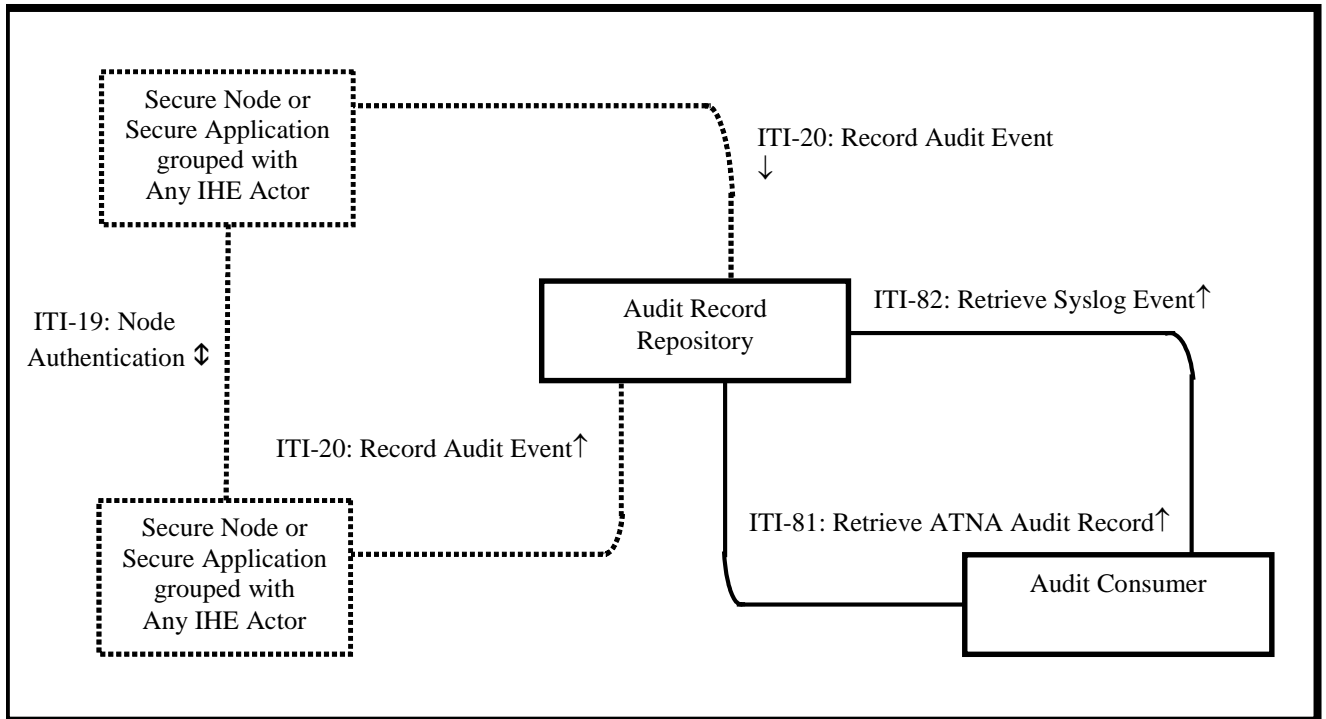 Secure Node or
Secure Application
grouped with
Any IHE Actor
ITI-20: Record Audit Event
↓
Audit Record
Repository
ITI-82: Retrieve Syslog Event↑
ITI-19: Node
Authentication ⇕
ITI-20: Record Audit Event↑
Secure Node or
Secure Application
grouped with
Any IHE Actor
ITI-81: Retrieve ATNA Audit Record↑
Audit Consumer